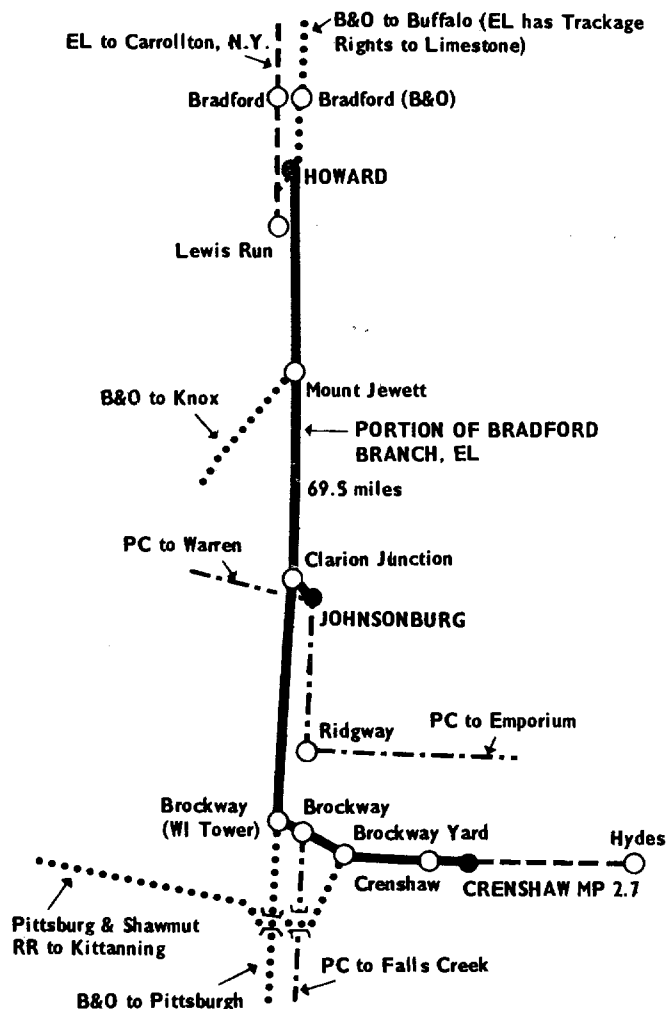 B&O to Buffalo (EL has Trackage
Rights to Limestone)
EL to Carrollton, N.Y.
Bradford
Bradford (B&O)
HOWARD
Lewis Run
Mount Jewett
B&O to Knox
PORTION OF BRADFORD
BRANCH, EL
69.5 miles
PC to Warren
Clarion Junction
JOHNSONBURG
PC to Emporium
Ridgway
Brockway
(WI Tower)
Brockway
Brockway Yard
Hydes
Crenshaw
CRENSHAW MP 2.7
Pittsburg & Shawmut
RR to Kittanning
PC to Falls Creek
B&O to Pittsburgh